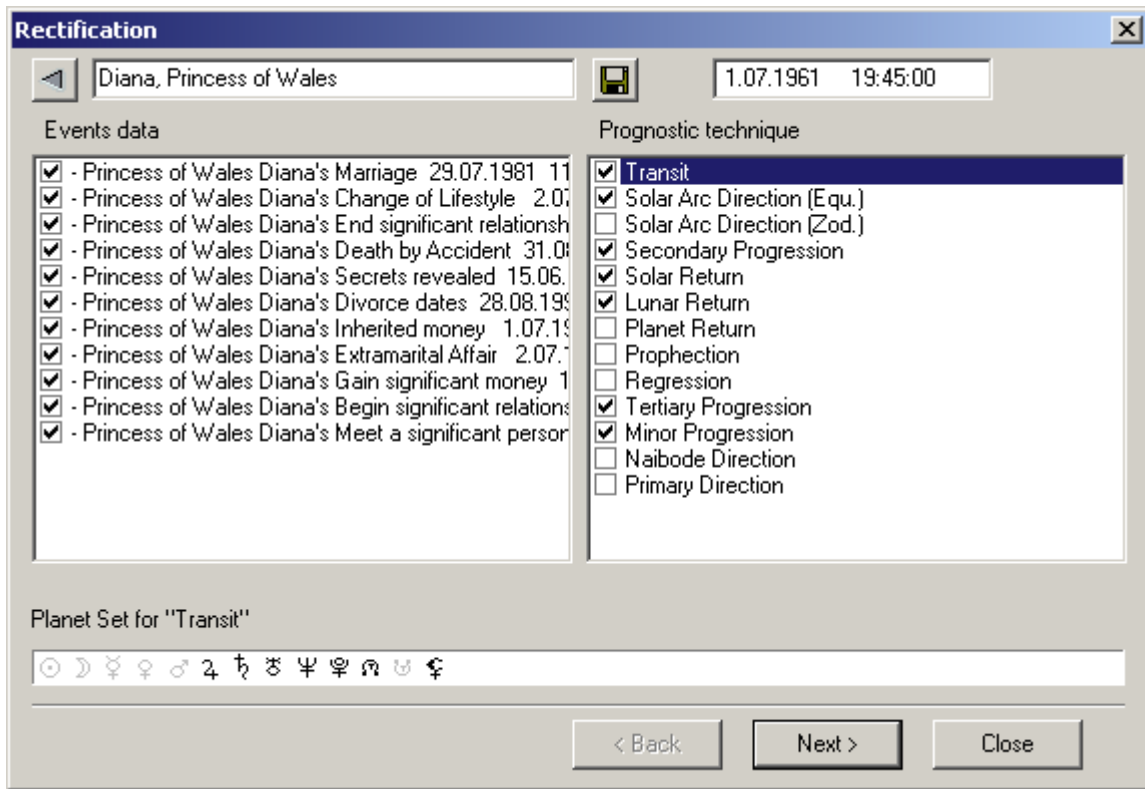 Rectification
Diana, Princess of Wales
1.07.1961 19:45:00
Events data
- Princess of Wales Diana's Marriage 29.07.1981 11
- Princess of Wales Diana's Change of Lifestyle 2.07
- Princess of Wales Diana's End significant relationsh
- Princess of Wales Diana's Death by Accident 31.0
- Princess of Wales Diana's Secrets revealed 15.06.
- Princess of Wales Diana's Divorce dates 28.08.199
- Princess of Wales Diana's Inherited money 1.07.19
- Princess of Wales Diana's Extramarital Affair 2.07.1
- Princess of Wales Diana's Gain significant money 1
- Princess of Wales Diana's Begin significant relations
- Princess of Wales Diana's Meet a significant person
Prognostic technique
Transit
Solar Arc Direction (Equ.)
Solar Arc Direction (Zod.)
Secondary Progression
Solar Return
Lunar Return
Planet Return
Prophection
Regression
Tertiary Progression
Minor Progression
Naibode Direction
Primary Direction
Planet Set for "Transit"
< Back
Next >
Close